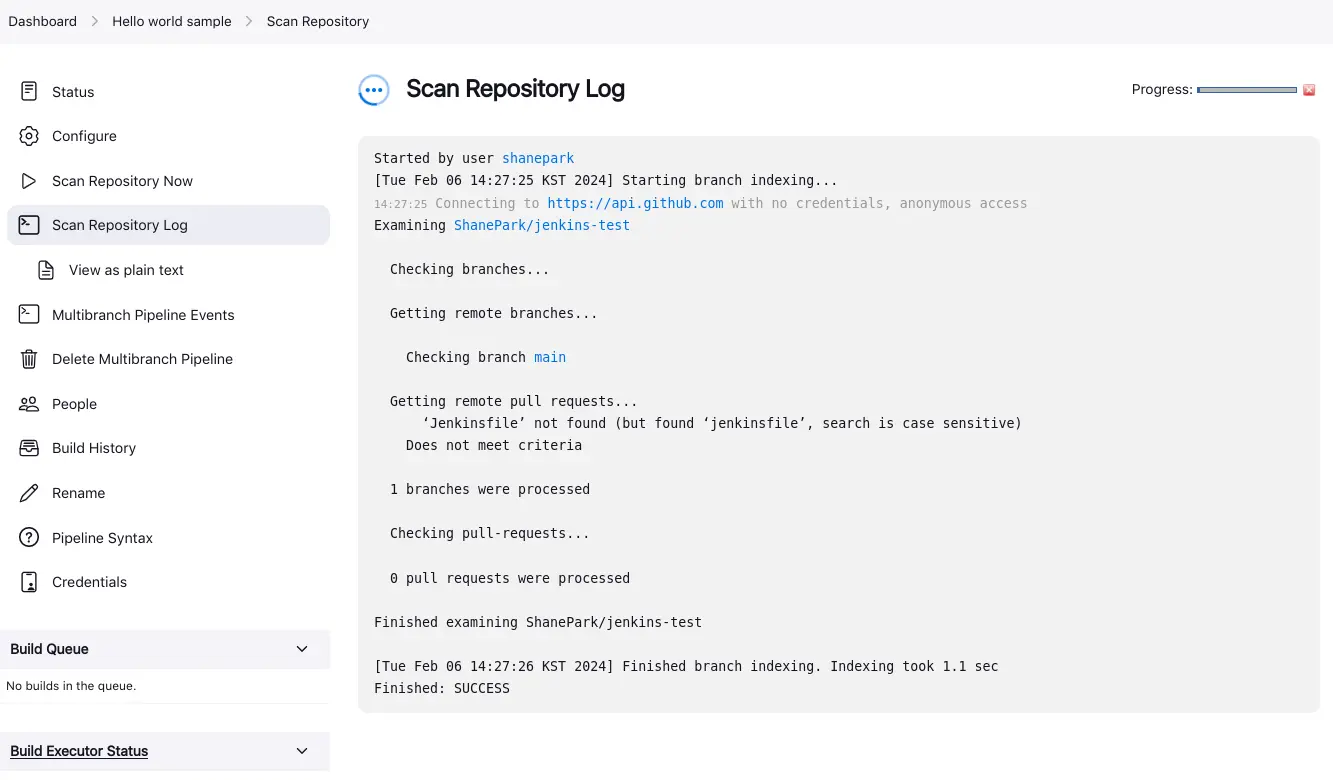 Dashboard > Hello world sample > Scan Repository
Status
Configure
Scan Repository Now
Scan Repository Log
View as plain text
Multibranch Pipeline Events
Delete Multibranch Pipeline
People
Build History
Rename
Pipeline Syntax
Credentials
Build Queue
No builds in the queue.
Build Executor Status
Scan Repository Log
Progress:
Started by user shanepark
[Tue Feb 06 14:27:25 KST 2024] Starting branch indexing...
14:27:25 Connecting to https://api.github.com with no credentials, anonymous access
Examining ShanePark/jenkins-test
Checking branches...
Getting remote branches...
Checking branch main
Getting remote pull requests...
‘Jenkinsfile’ not found (but found ‘jenkinsfile’, search is case sensitive)
Does not meet criteria
1 branches were processed
Checking pull-requests...
0 pull requests were processed
Finished examining ShanePark/jenkins-test
[Tue Feb 06 14:27:26 KST 2024] Finished branch indexing. Indexing took 1.1 sec
Finished: SUCCESS